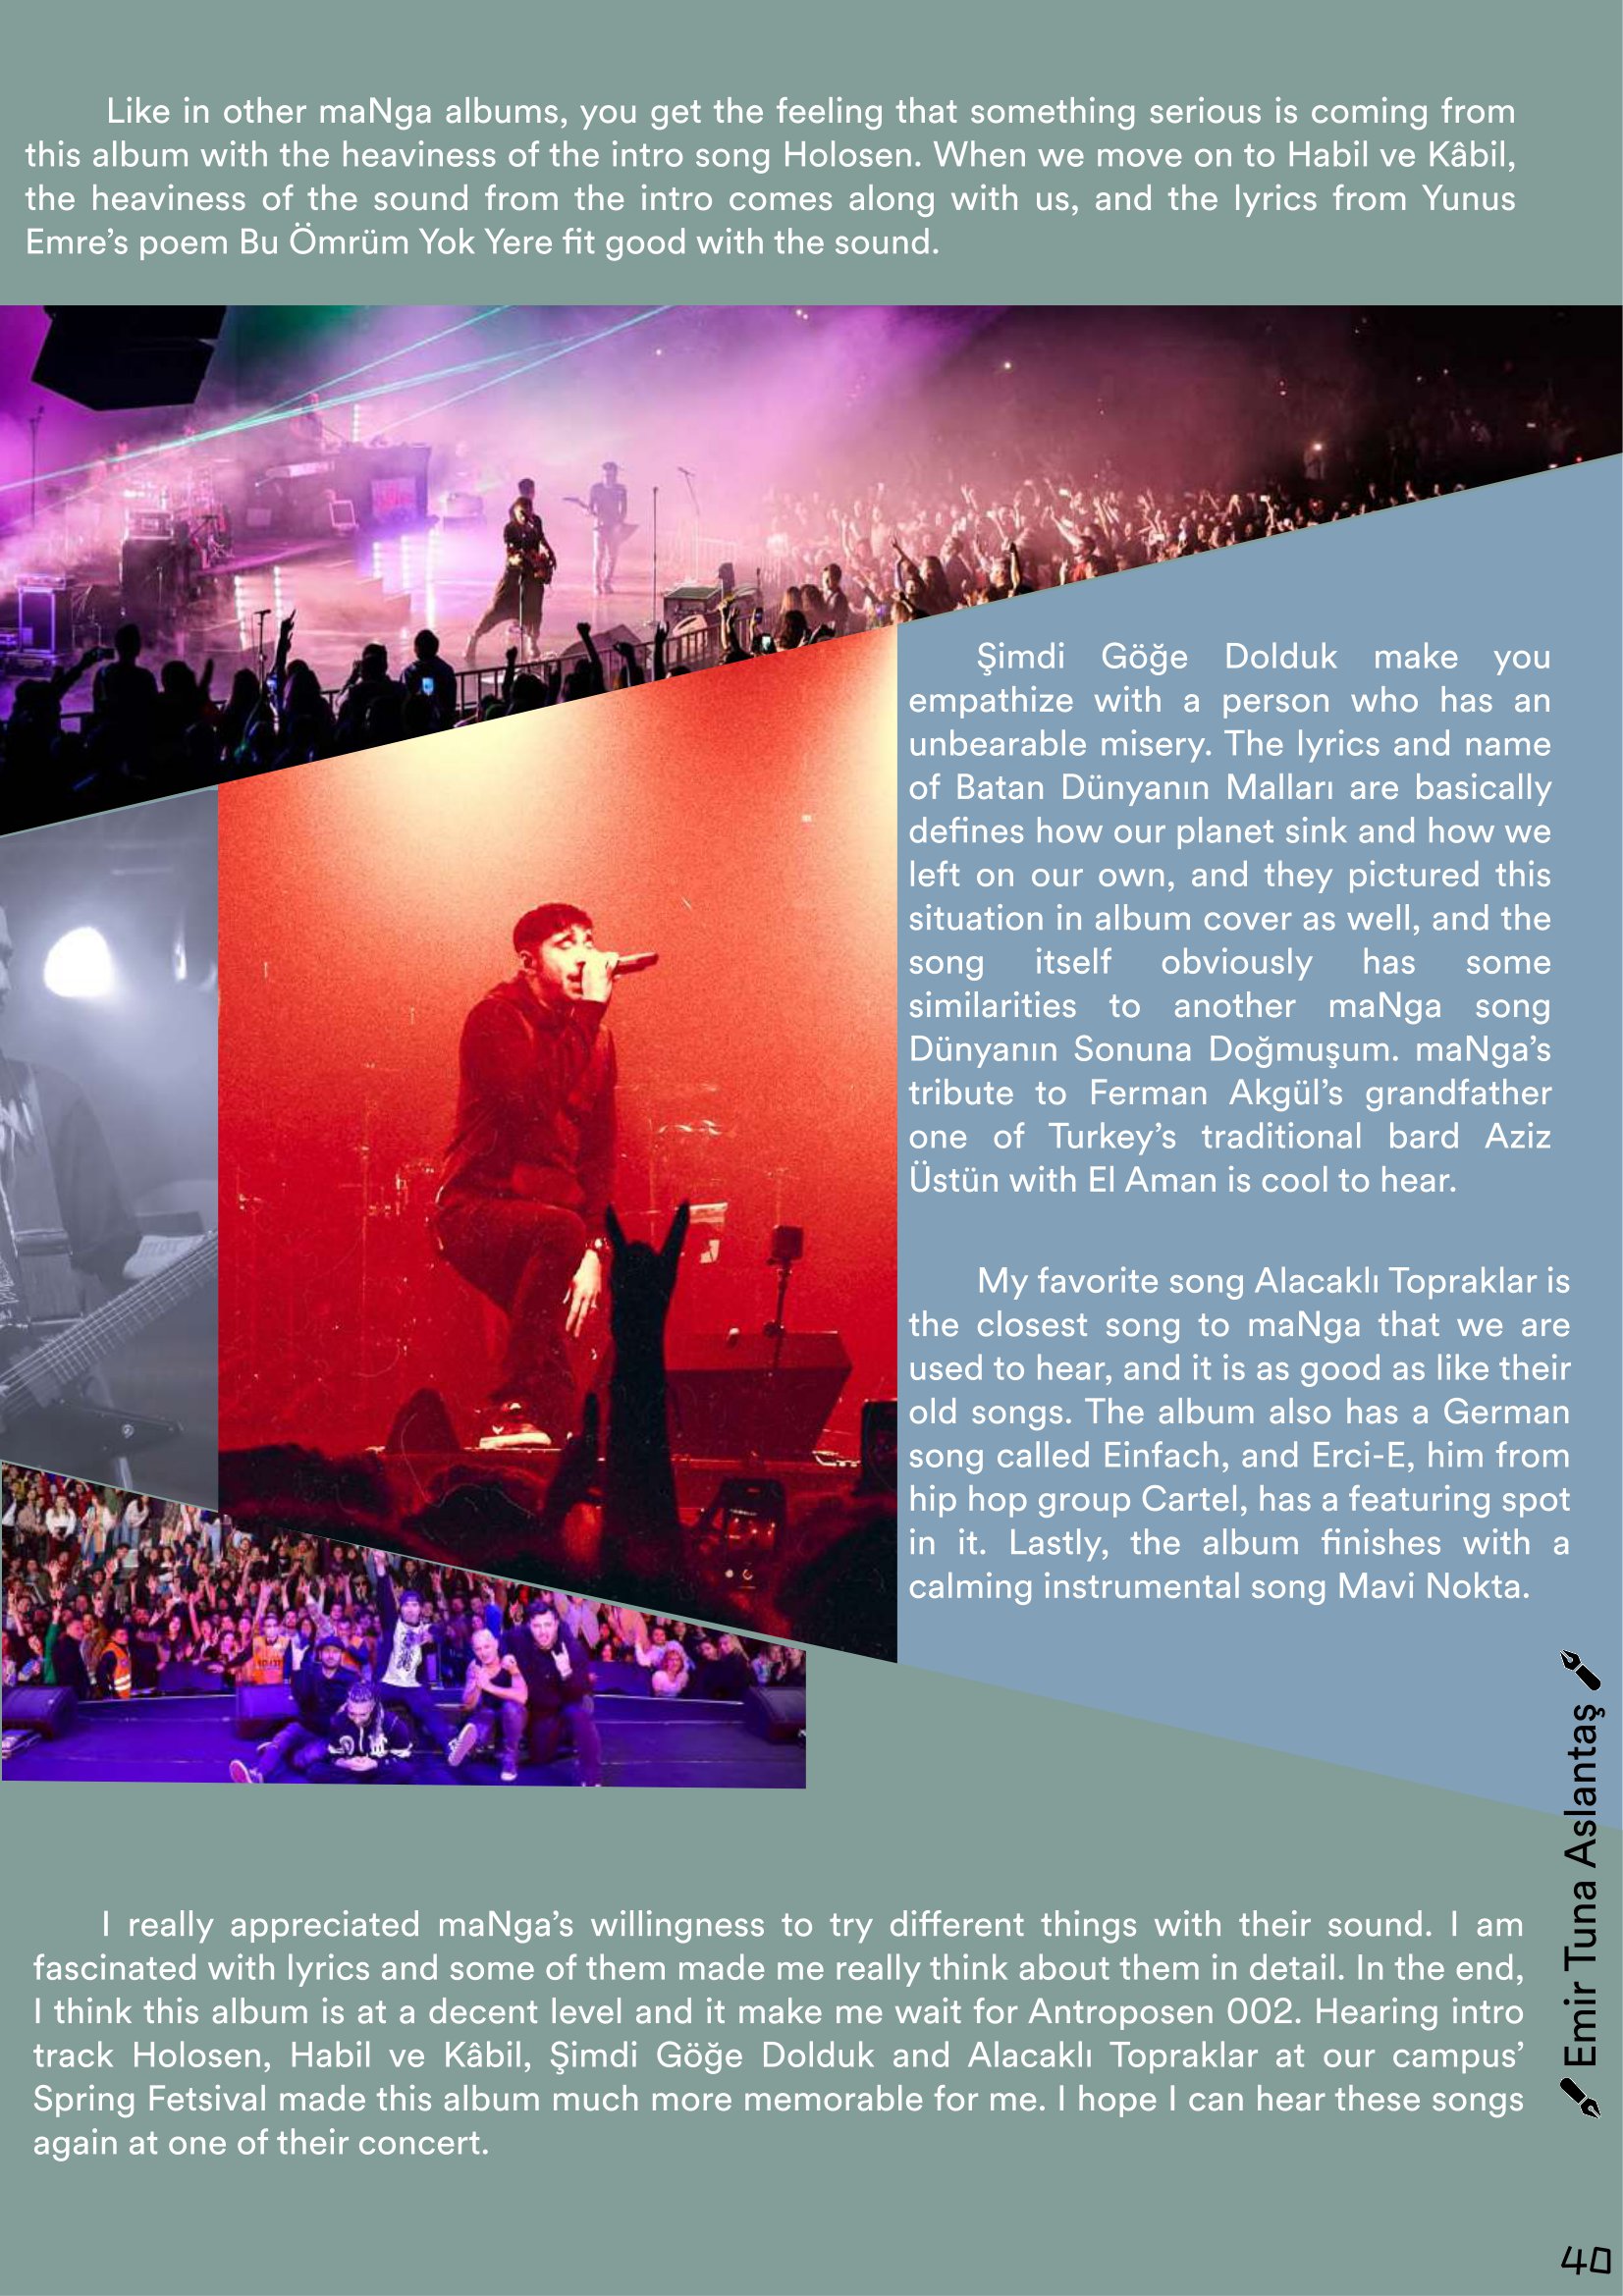 Like in other maNga albums, you get the feeling that something serious is coming from
this album with the heaviness of the intro song Holosen. When we move on to Habil ve Kâbil,
the heaviness of the sound from the intro comes along with us, and the lyrics from Yunus
Emre’s poem Bu Ömrüm Yok Yere fit good with the sound.
Şimdi Göğe Dolduk make you
empathize with a person who has an
unbearable misery. The lyrics and name
of Batan Dünyanın Malları are basically
defines how our planet sink and how we
left on our own, and they pictured this
situation in album cover as well, and the
song itself obviously has some
similarities to another maNga song
Dünyanın Sonuna Doğmuşum. maNga’s
tribute to Ferman Akgül’s grandfather
one of Turkey’s traditional bard Aziz
Üstün with El Aman is cool to hear.
My favorite song Alacaklı Topraklar is
the closest song to maNga that we are
used to hear, and it is as good as like their
old songs. The album also has a German
song called Einfach, and Erci-E, him from
hip hop group Cartel, has a featuring spot
in it. Lastly, the album finishes with a
calming instrumental song Mavi Nokta.
Emir Tuna Aslantaş
I really appreciated maNga’s willingness to try different things with their sound. I am
fascinated with lyrics and some of them made me really think about them in detail. In the end,
I think this album is at a decent level and it make me wait for Antroposen 002. Hearing intro
track Holosen, Habil ve Kâbil, Şimdi Göğe Dolduk and Alacaklı Topraklar at our campus’
Spring Fetsival made this album much more memorable for me. I hope I can hear these songs
again at one of their concert.
40